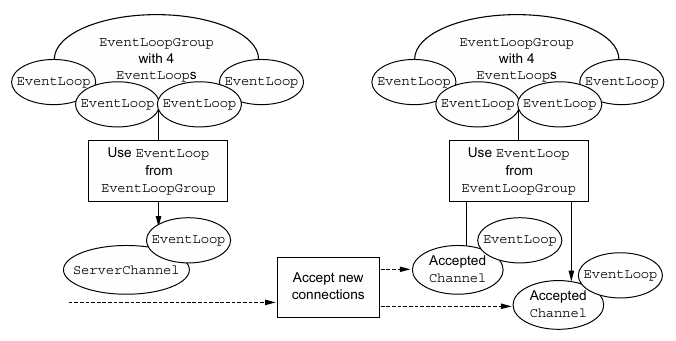 EventLoopGroup
with 4
EventLoops
EventLoop
EventLoop
EventLoop
EventLoop
Use EventLoop
from
EventLoopGroup
EventLoop
ServerChannel
EventLoopGroup
with 4
EventLoops
EventLoop
EventLoop
EventLoop
EventLoop
Use EventLoop
from
EventLoopGroup
EventLoop
Accepted
Channel
EventLoop
Accepted
Channel
Accept new
connections